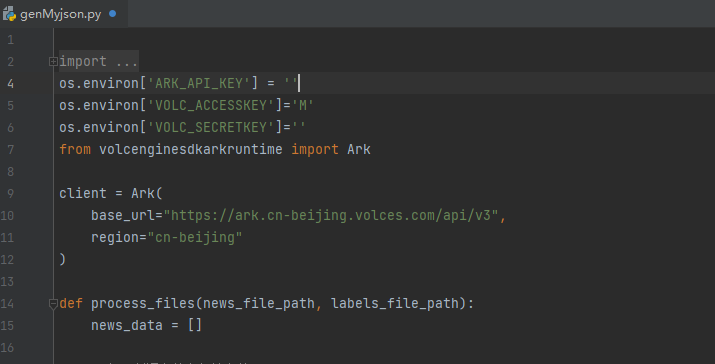 genMyjson.py
1
2 import ...
4 os.environ['ARK_API_KEY'] = ''
5 os.environ['VOLC_ACCESSKEY']='M'
6 os.environ['VOLC_SECRETKEY']=''
7 from volcenginesdkarkruntime import Ark
8
9 client = Ark(
10     base_url="https://ark.cn-beijing.volces.com/api/v3",
11     region="cn-beijing"
12 )
13
14 def process_files(news_file_path, labels_file_path):
15     news_data = []
16